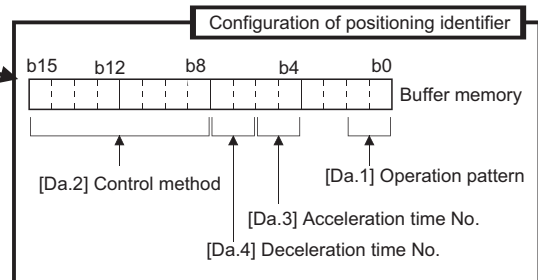 Configuration of positioning identifier
b15 b12 b8 b4 b0
Buffer memory
[Da.2] Control method
[Da.1] Operation pattern
[Da.3] Acceleration time No.
[Da.4] Deceleration time No.